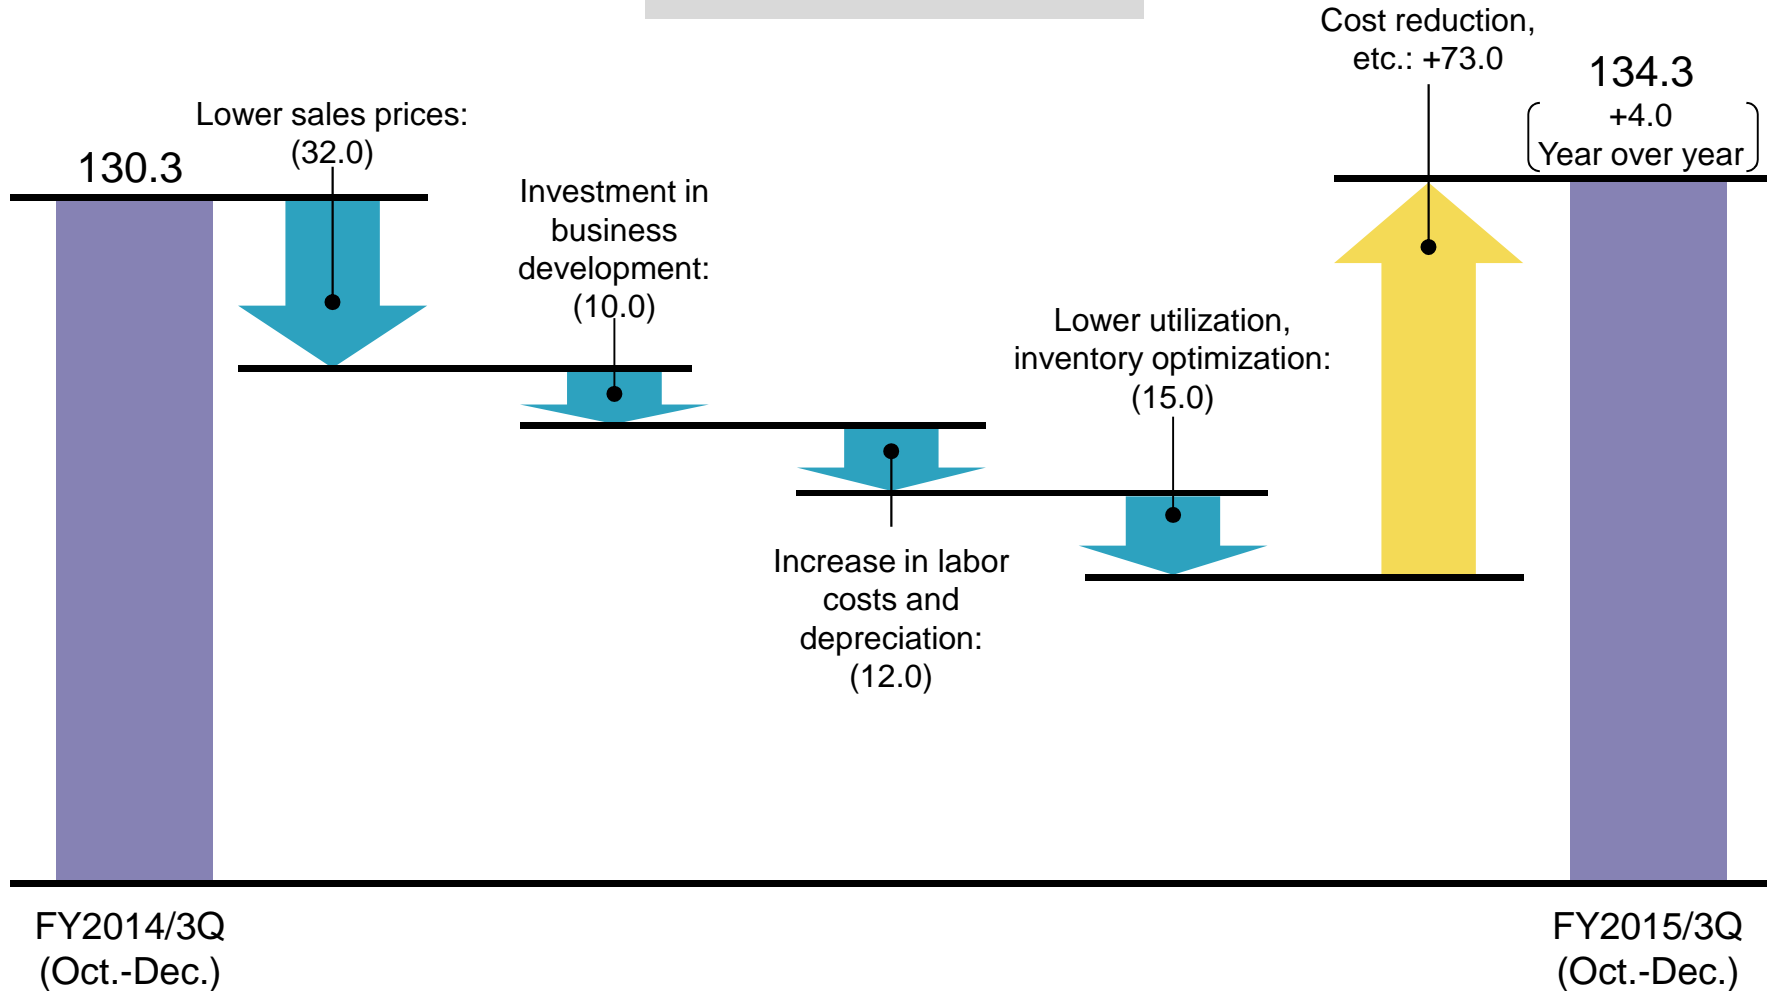 130.3
Lower sales prices:
(32.0)
Investment in
business
development:
(10.0)
Increase in labor
costs and
depreciation:
(12.0)
Lower utilization,
inventory optimization:
(15.0)
Cost reduction,
etc.: +73.0
134.3
+4.0
Year over year
FY2014/3Q
(Oct.-Dec.)
FY2015/3Q
(Oct.-Dec.)